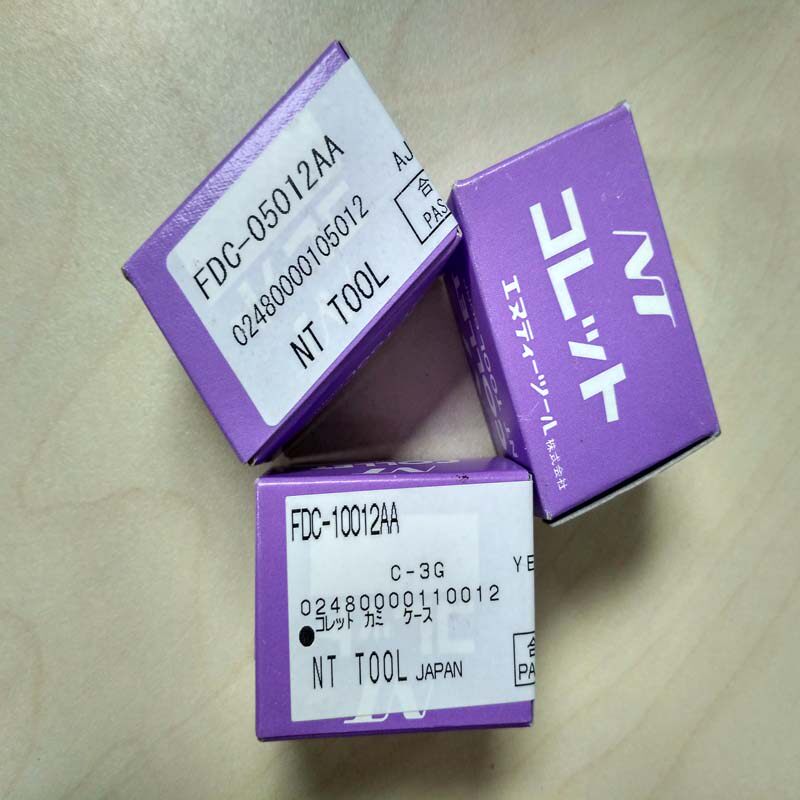 FDC-05012AA
02480000105012
NT TOOL
AJ
合
PAS
NT
コレット
エヌティーツール株式会社
FDC-10012AA
C-3G
02480000110012
コレット カミ ケース
NT TOOL JAPAN
YE
合
PA